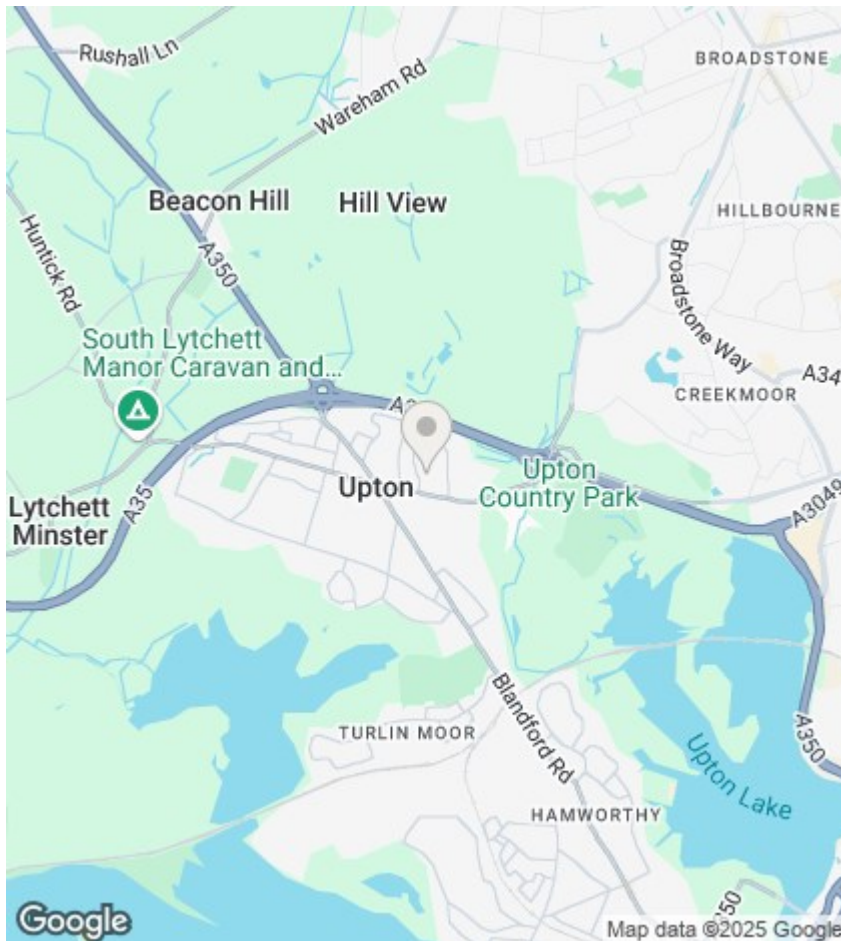 Rushall Ln
BROADSTONE
Wareham Rd
Beacon Hill
Hill View
HILLBOURNE
A350
Huntick Rd
Broadstone Way
South Lytchett
Manor Caravan and...
A34
CREEKMOOR
Upton
Upton
Country Park
A35
Lytchett
Minster
A3049
Blandford Rd
TURLIN MOOR
A350
Upton Lake
HAMWORTHY
Google
Map data ©2025 Google